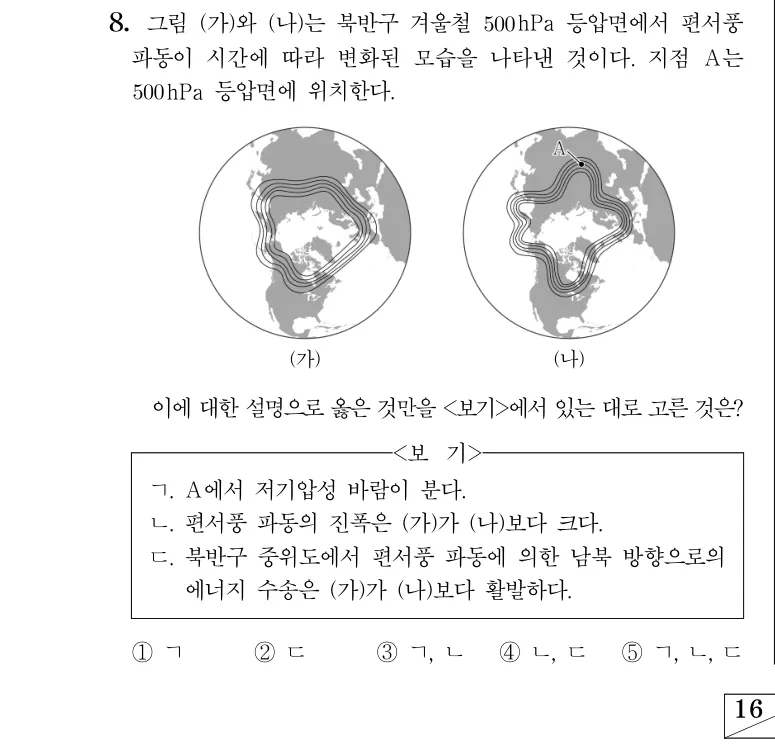 8. 그림 (가)와 (나)는 북반구 겨울철 500hPa 등압면에서 편서풍
파동이 시간에 따라 변화된 모습을 나타낸 것이다. 지점 A는
500hPa 등압면에 위치한다.
A
(가) (나)
이에 대한 설명으로 옳은 것만을 <보기>에서 있는 대로 고른 것은?
<보 기>
ㄱ. A에서 저기압성 바람이 분다.
ㄴ. 편서풍 파동의 진폭은 (가)가 (나)보다 크다.
ㄷ. 북반구 중위도에서 편서풍 파동에 의한 남북 방향으로의
에너지 수송은 (가)가 (나)보다 활발하다.
① ㄱ ② ㄷ ③ ㄱ, ㄴ ④ ㄴ, ㄷ ⑤ ㄱ, ㄴ, ㄷ
16